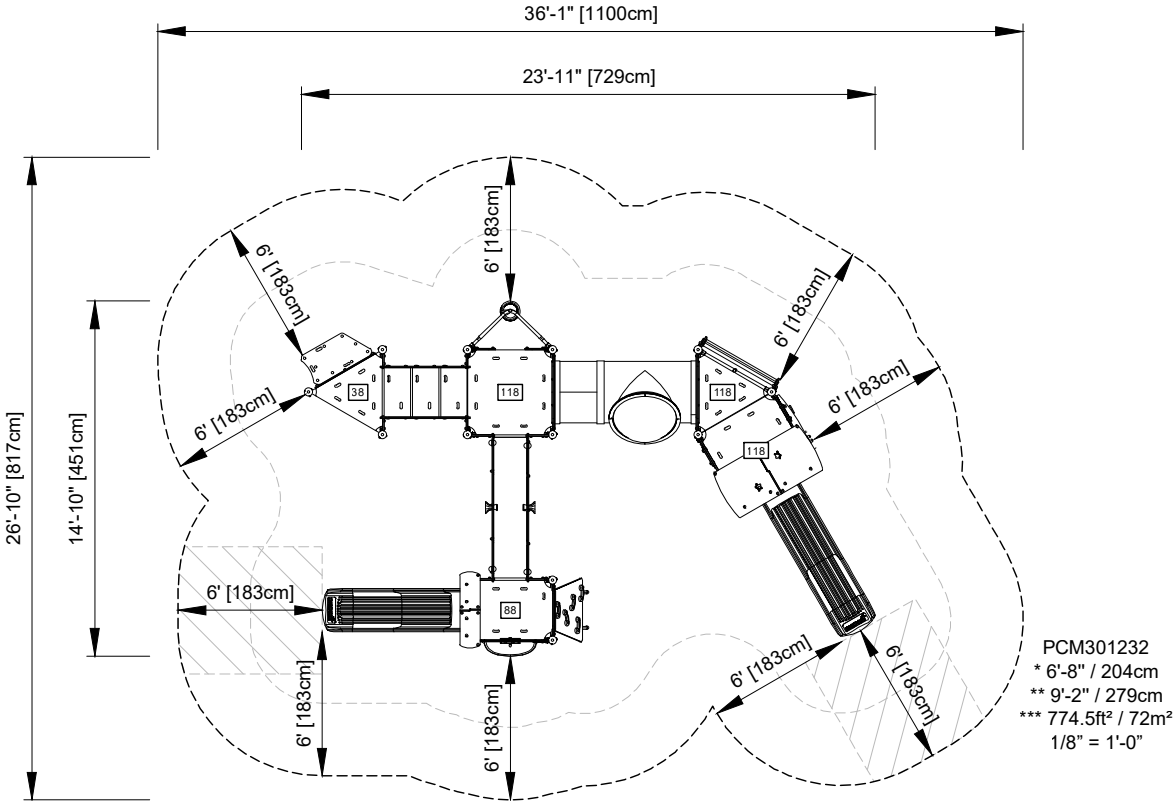 36'-1" [1100cm]
23'-11" [729cm]
26'-10" [817cm]
14'-10" [451cm]
6' [183cm]
6' [183cm]
6' [183cm]
6' [183cm]
6' [183cm]
38
118
118
118
6' [183cm]
88
6' [183cm]
6' [183cm]
6' [183cm]
6' [183cm]
PCM301232
* 6'-8" / 204cm
** 9'-2" / 279cm
*** 774.5ft² / 72m²
1/8” = 1'-0”